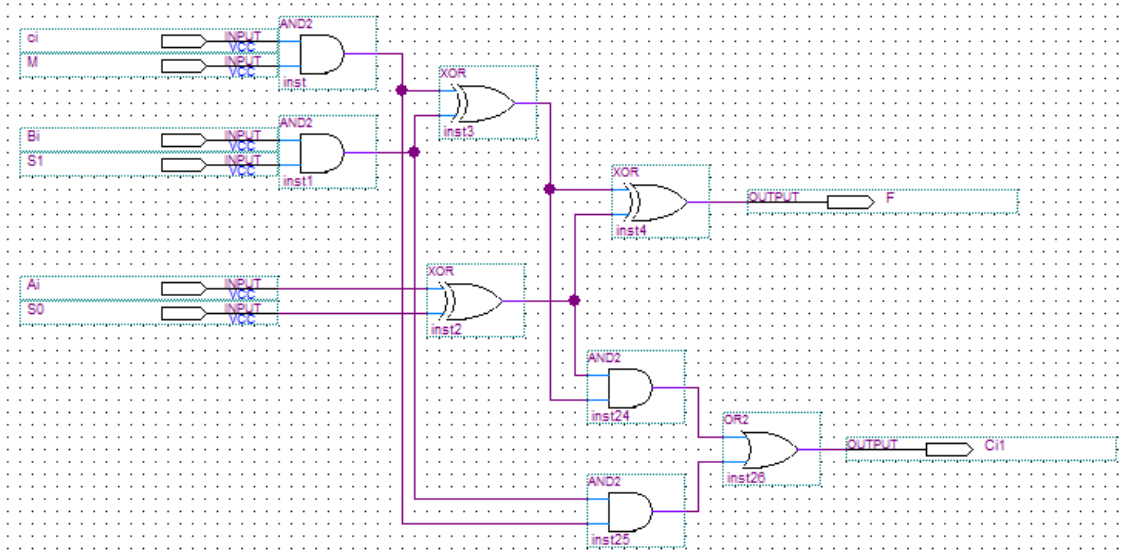 AND2
ci INPUT
VCC
M INPUT
VCC
inst
XOR
inst3
AND2
Bi INPUT
VCC
S1 INPUT
VCC
inst1
XOR
inst4
OUTPUT F
Ai INPUT
VCC
S0 INPUT
VCC
XOR
inst2
AND2
inst24
OR2
inst26
OUTPUT Ci1
AND2
inst25